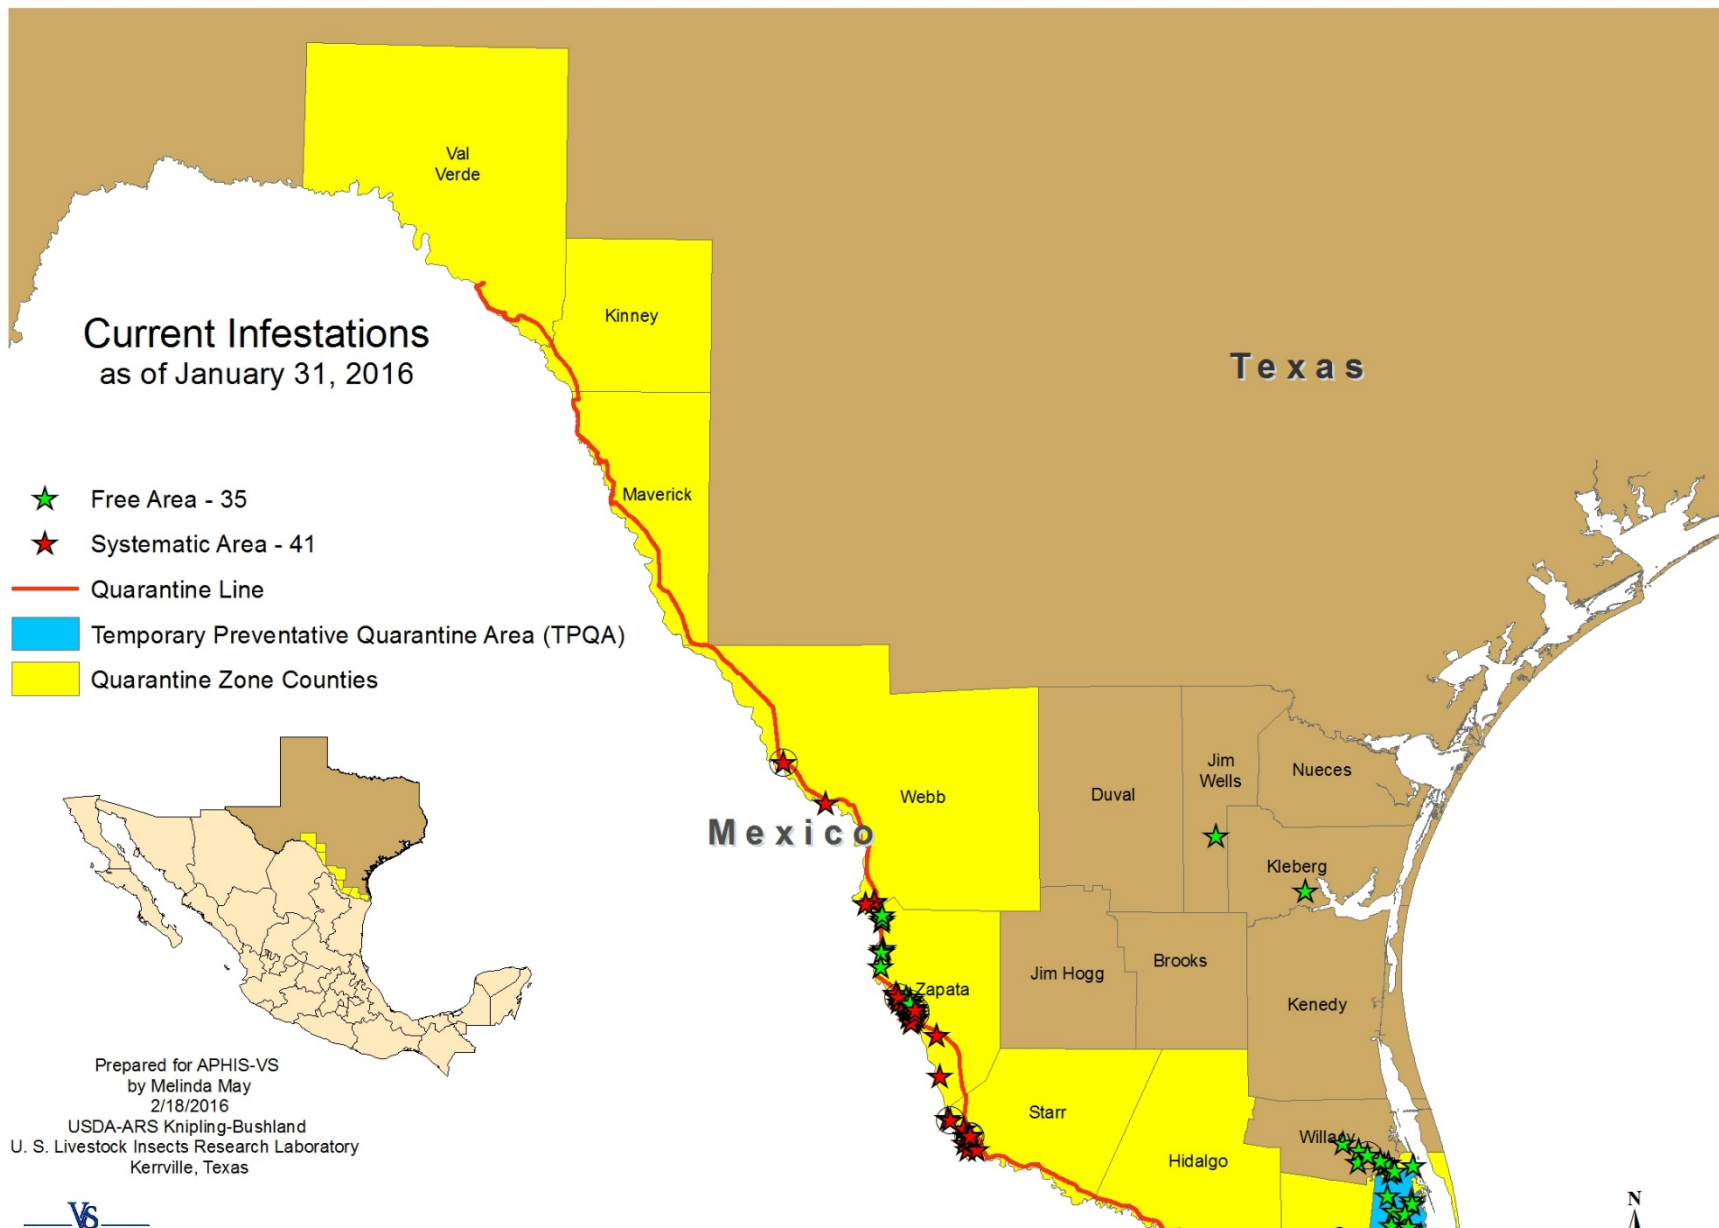 Val
Verde
Kinney
Current Infestations
as of January 31, 2016
Texas
Free Area - 35
Systematic Area - 41
Quarantine Line
Temporary Preventative Quarantine Area (TPQA)
Quarantine Zone Counties
Maverick
Webb
Duval
Jim
Wells
Nueces
Mexico
Kleberg
Zapata
Jim Hogg
Brooks
Kenedy
Starr
Willacy
Hidalgo
Prepared for APHIS-VS
by Melinda May
2/18/2016
USDA-ARS Knipling-Bushland
U. S. Livestock Insects Research Laboratory
Kerrville, Texas
VS
N